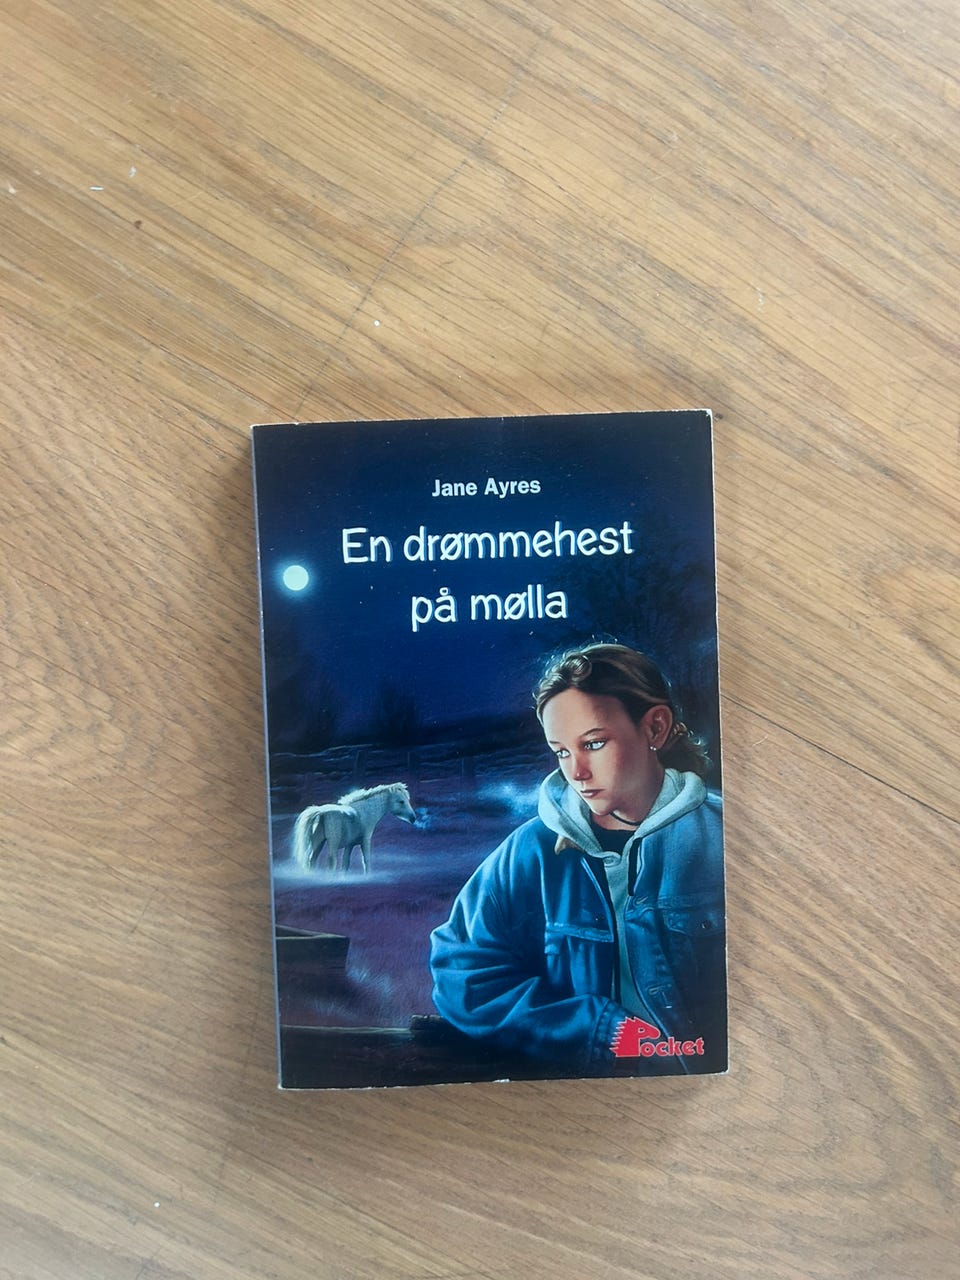 Jane Ayres
En drømmehest
på mølla
Pocket